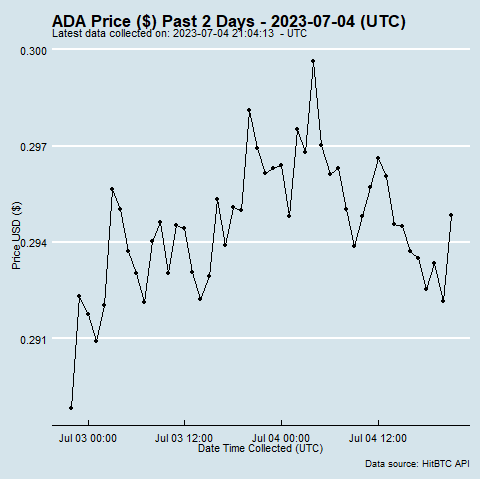 ADA Price ($) Past 2 Days - 2023-07-04 (UTC)
Latest data collected on: 2023-07-04 21:04:13 - UTC
0.300
0.297
0.294
0.291
Price USD ($)
Jul 03 00:00 Jul 03 12:00 Jul 04 00:00 Jul 04 12:00
Date Time Collected (UTC)
Data source: HitBTC API